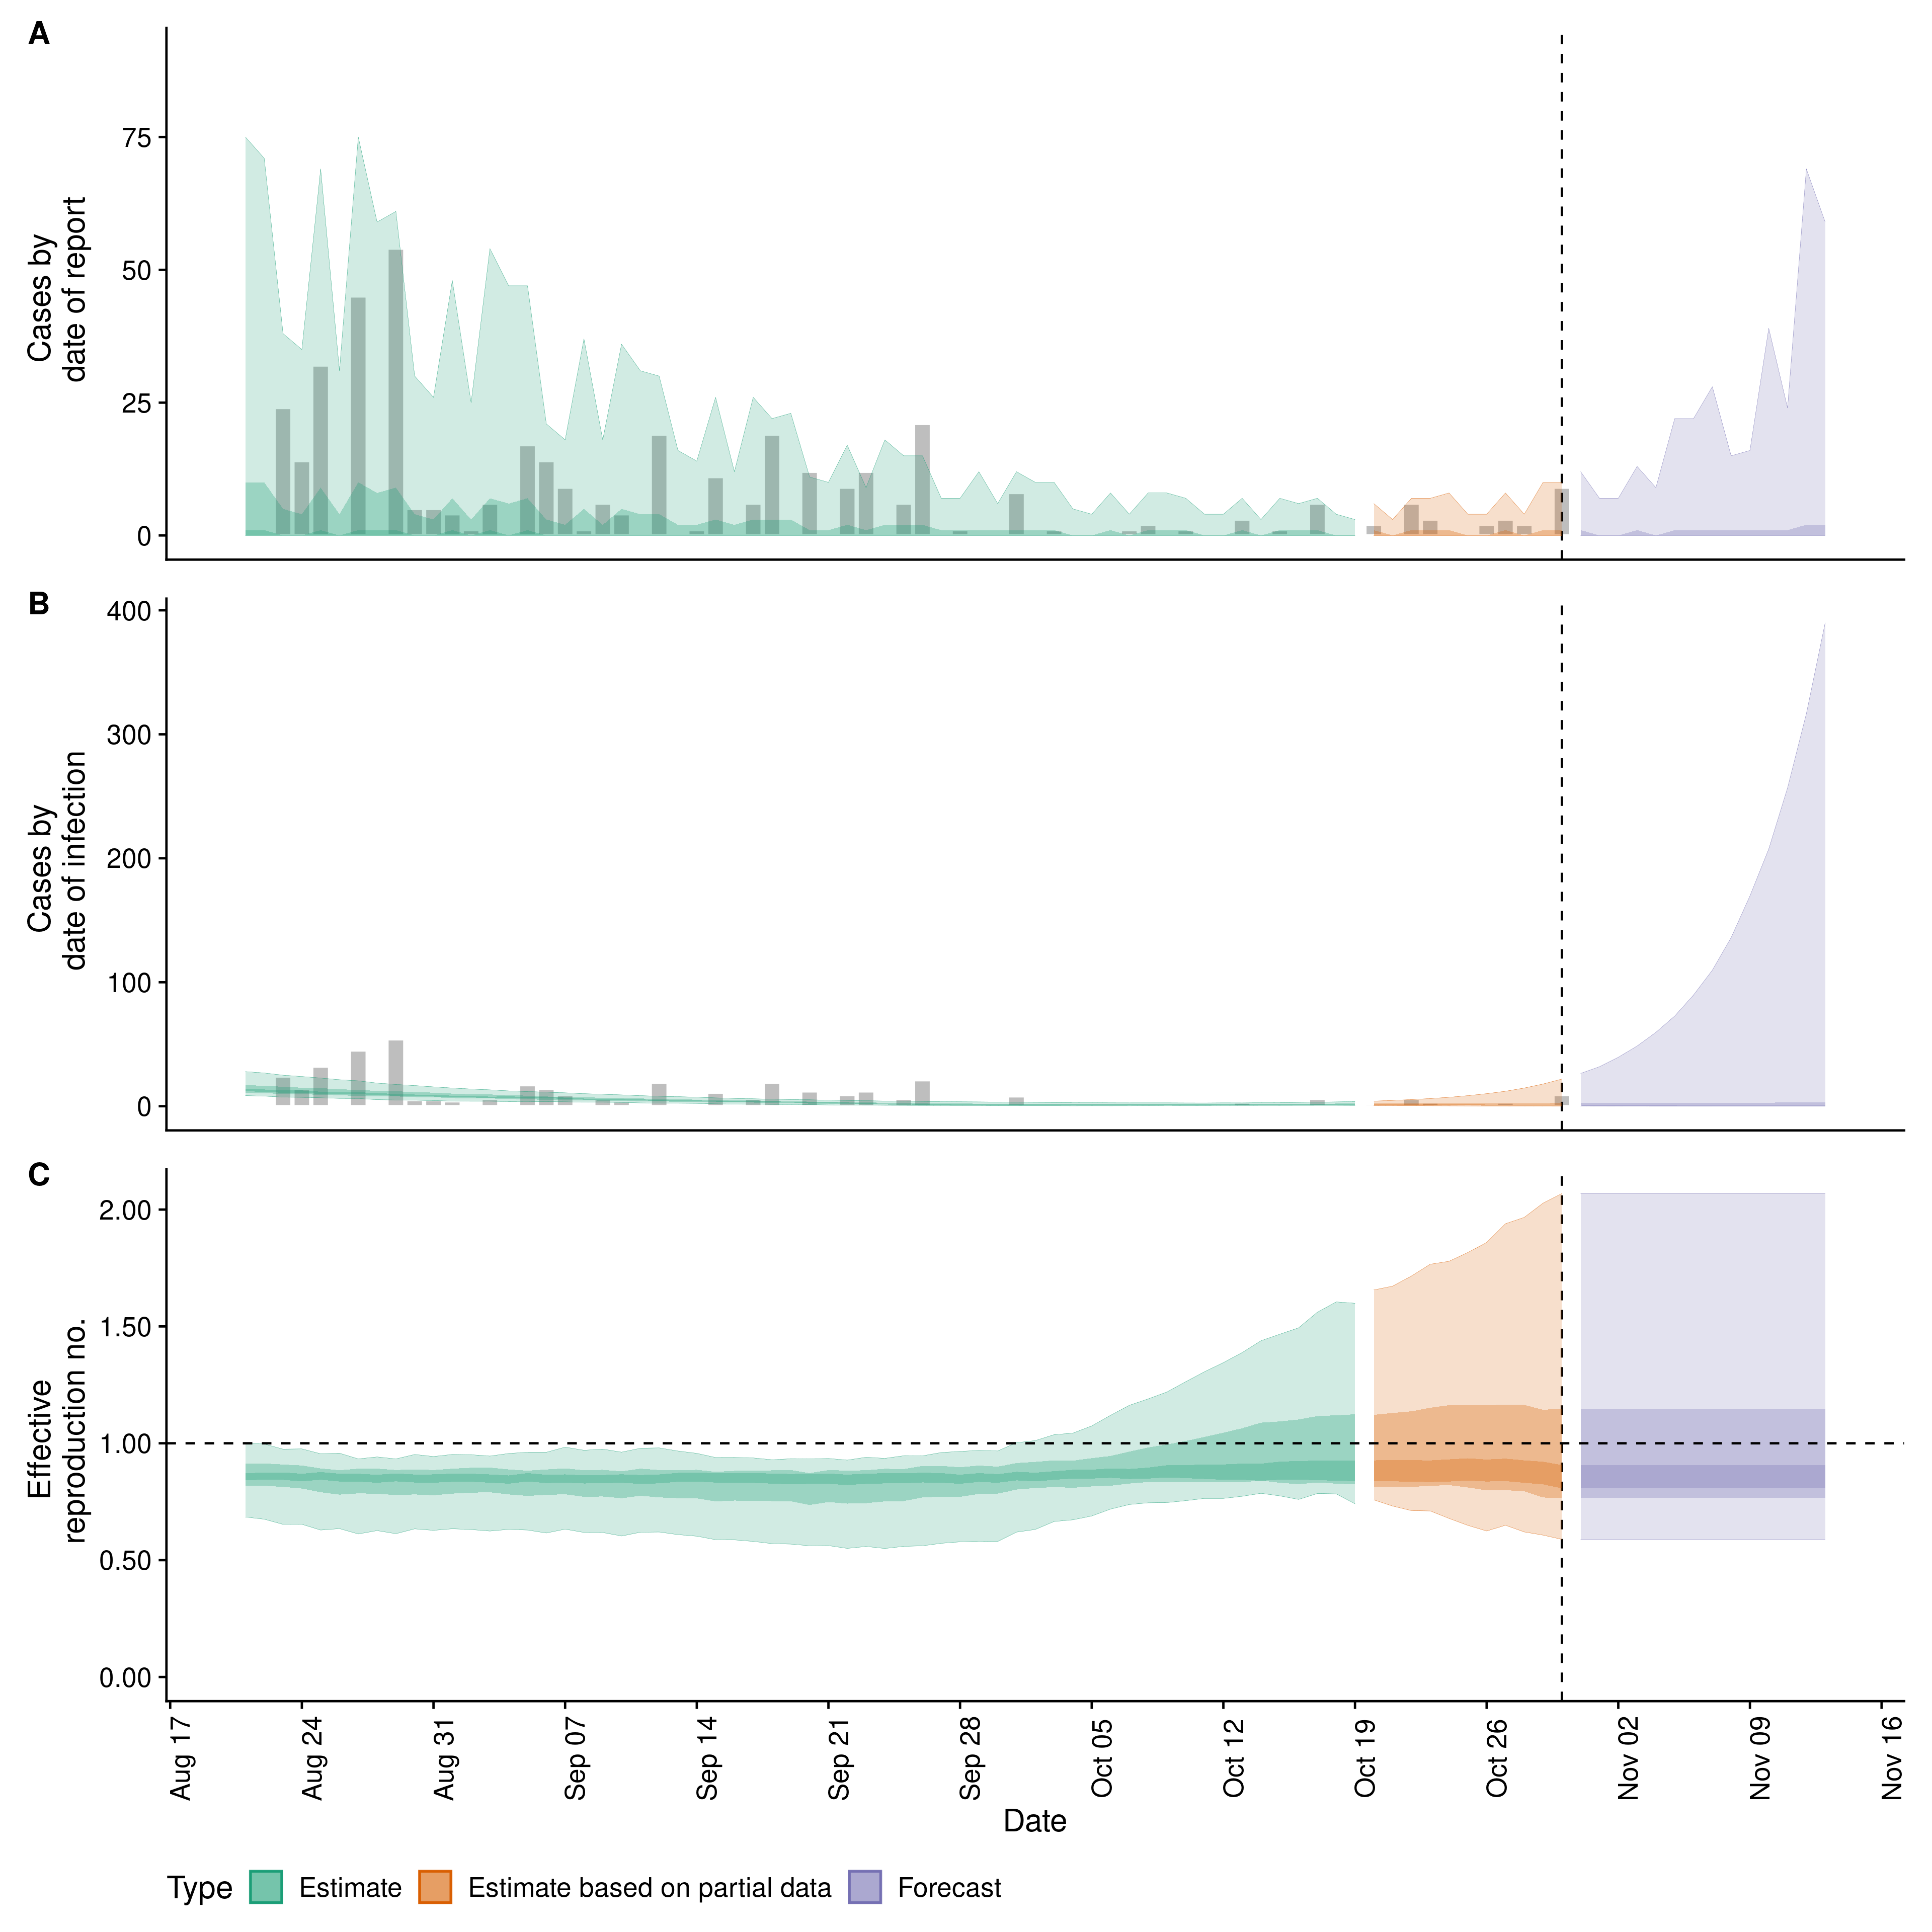 A
Cases by
date of report
75
50
25
0
B
Cases by
date of infection
400
300
200
100
0
C
Effective
reproduction no.
2.00
1.50
1.00
0.50
0.00
Aug 17
Aug 24
Aug 31
Sep 07
Sep 14
Sep 21
Sep 28
Oct 05
Oct 12
Oct 19
Oct 26
Nov 02
Nov 09
Nov 16
Date
Type Estimate Estimate based on partial data Forecast